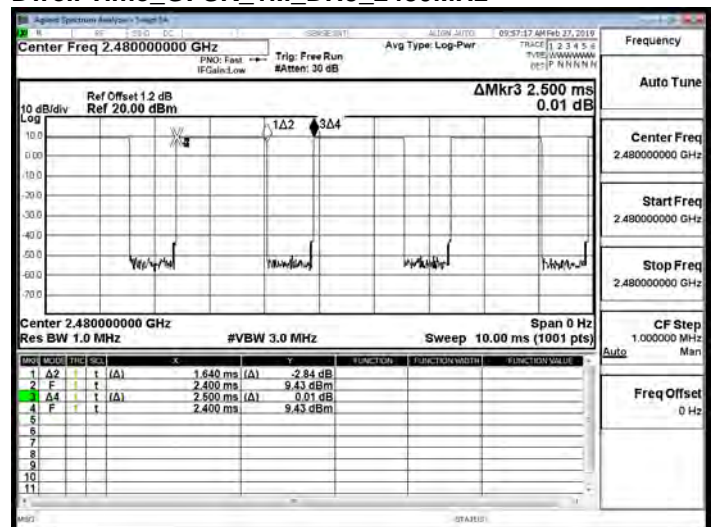 Agilent Spectrum Analyzer - Swept SA
SENSE:INT
ALIGN AUTO
09:57:17 AM Feb 27, 2019
Center Freq 2.480000000 GHz
PNO: Fast
IFGain:Low
Trig: Free Run
#Atten: 30 dB
Avg Type: Log-Pwr
TRACE 1 2 3 4 5 6
TYPE WWWWWW
DET P N N N N N
ΔMkr3 2.500 ms
0.01 dB
Ref Offset 1.2 dB
10 dB/div Ref 20.00 dBm
Log
1Δ2 3Δ4
10.0
0.00
-10.0
-20.0
-30.0
-40.0
-50.0
-60.0
-70.0
Center 2.480000000 GHz Span 0 Hz
Res BW 1.0 MHz #VBW 3.0 MHz Sweep 10.00 ms (1001 pts)
MKR MODE TRC SCL X Y FUNCTION FUNCTION WIDTH FUNCTION VALUE
1 Δ2 1 t (Δ) 1.640 ms (Δ) -2.84 dB
2 F 1 t 2.400 ms 9.43 dBm
3 Δ4 1 t (Δ) 2.500 ms (Δ) 0.01 dB
4 F 1 t 2.400 ms 9.43 dBm
5
6
7
8
9
10
11
MSG STATUS
Frequency
Auto Tune
Center Freq
2.480000000 GHz
Start Freq
2.480000000 GHz
Stop Freq
2.480000000 GHz
CF Step
1.000000 MHz
Auto Man
Freq Offset
0 Hz